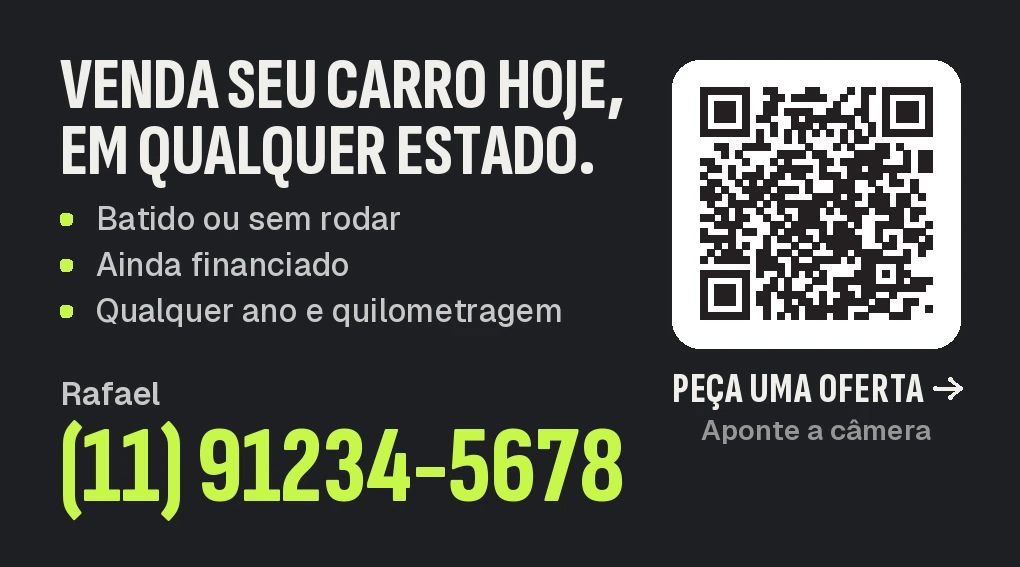 VENDA SEU CARRO HOJE,
EM QUALQUER ESTADO.
Batido ou sem rodar
Ainda financiado
Qualquer ano e quilometragem
Rafael
(11) 91234-5678
PEÇA UMA OFERTA →
Aponte a câmera